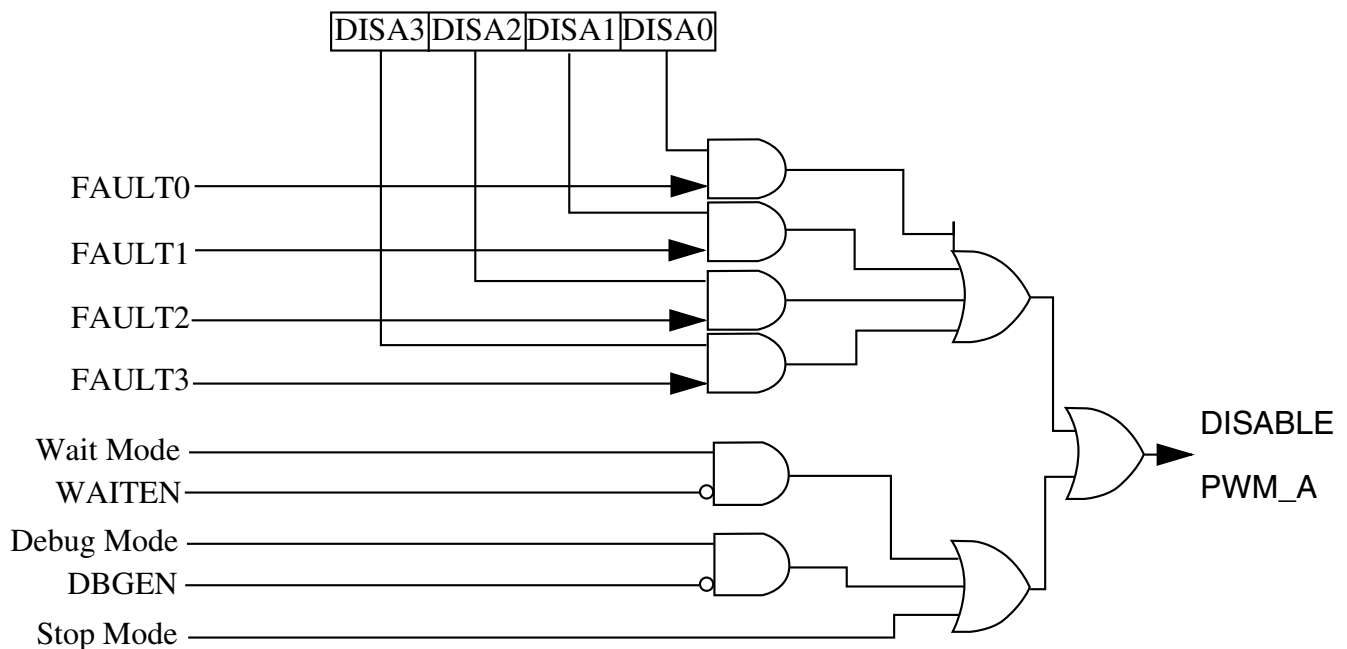 DISA3 DISA2 DISA1 DISA0
FAULT0
FAULT1
FAULT2
FAULT3
Wait Mode
WAITEN
Debug Mode
DBGEN
Stop Mode
DISABLE
PWM_A